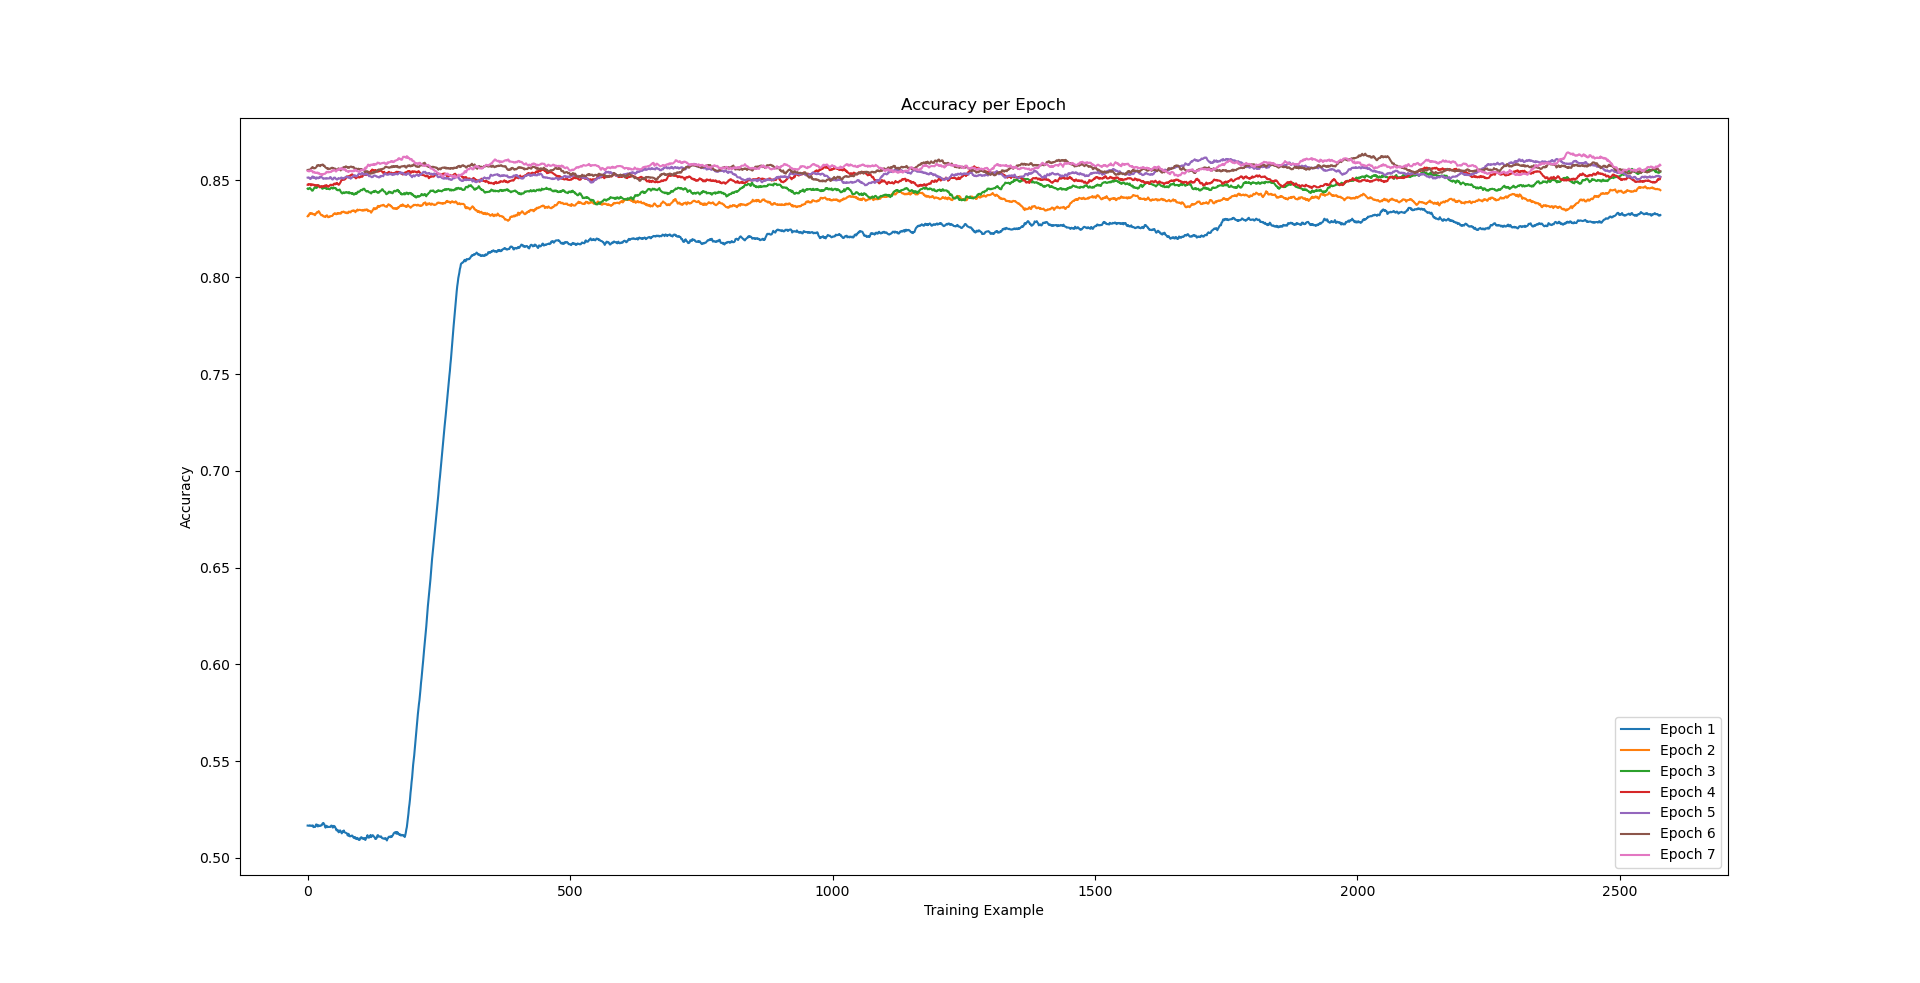 Accuracy per Epoch
Accuracy
0.85
0.80
0.75
0.70
0.65
0.60
0.55
0.50
0 500 1000 1500 2000 2500
Training Example
Epoch 1
Epoch 2
Epoch 3
Epoch 4
Epoch 5
Epoch 6
Epoch 7